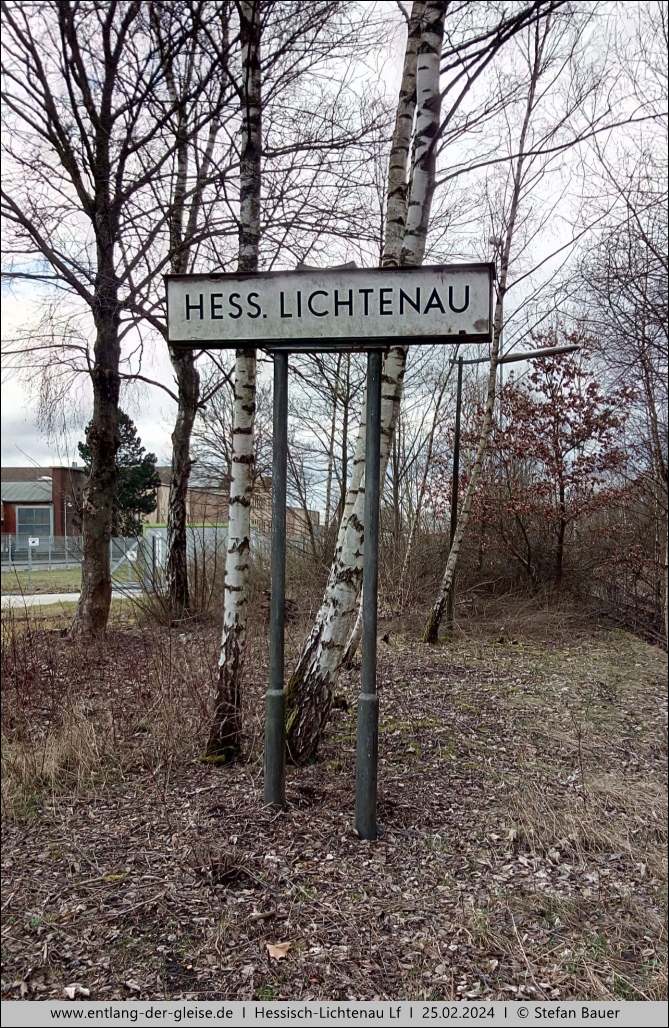 HESS. LICHTENAU
www.entlang-der-gleise.de I Hessisch-Lichtenau Lf I 25.02.2024 I © Stefan Bauer